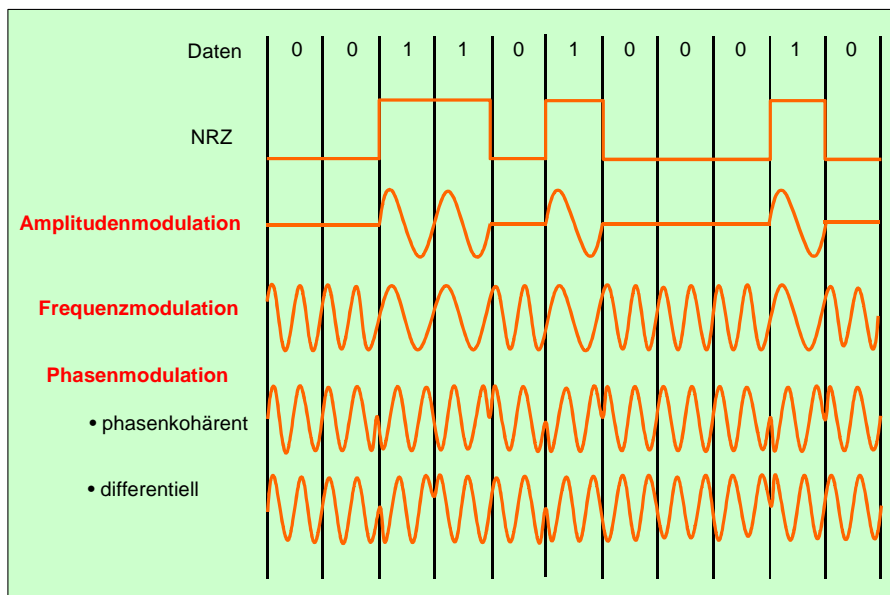 Daten 0 0 1 1 0 1 0 0 0 1 0
NRZ
Amplitudenmodulation
Frequenzmodulation
Phasenmodulation
• phasenkohärent
• differentiell